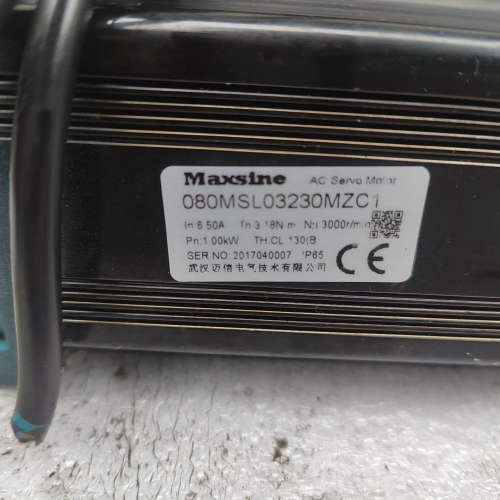 Maxsine AC Servo Motor
080MSL03230MZC1
In:6.50A Tn:3.18N·m Nn:3000r/min
Pn:1.00kW TH.CL 130(B)
SER NO:2017040007 IP65
CE
武汉迈信电气技术有限公司